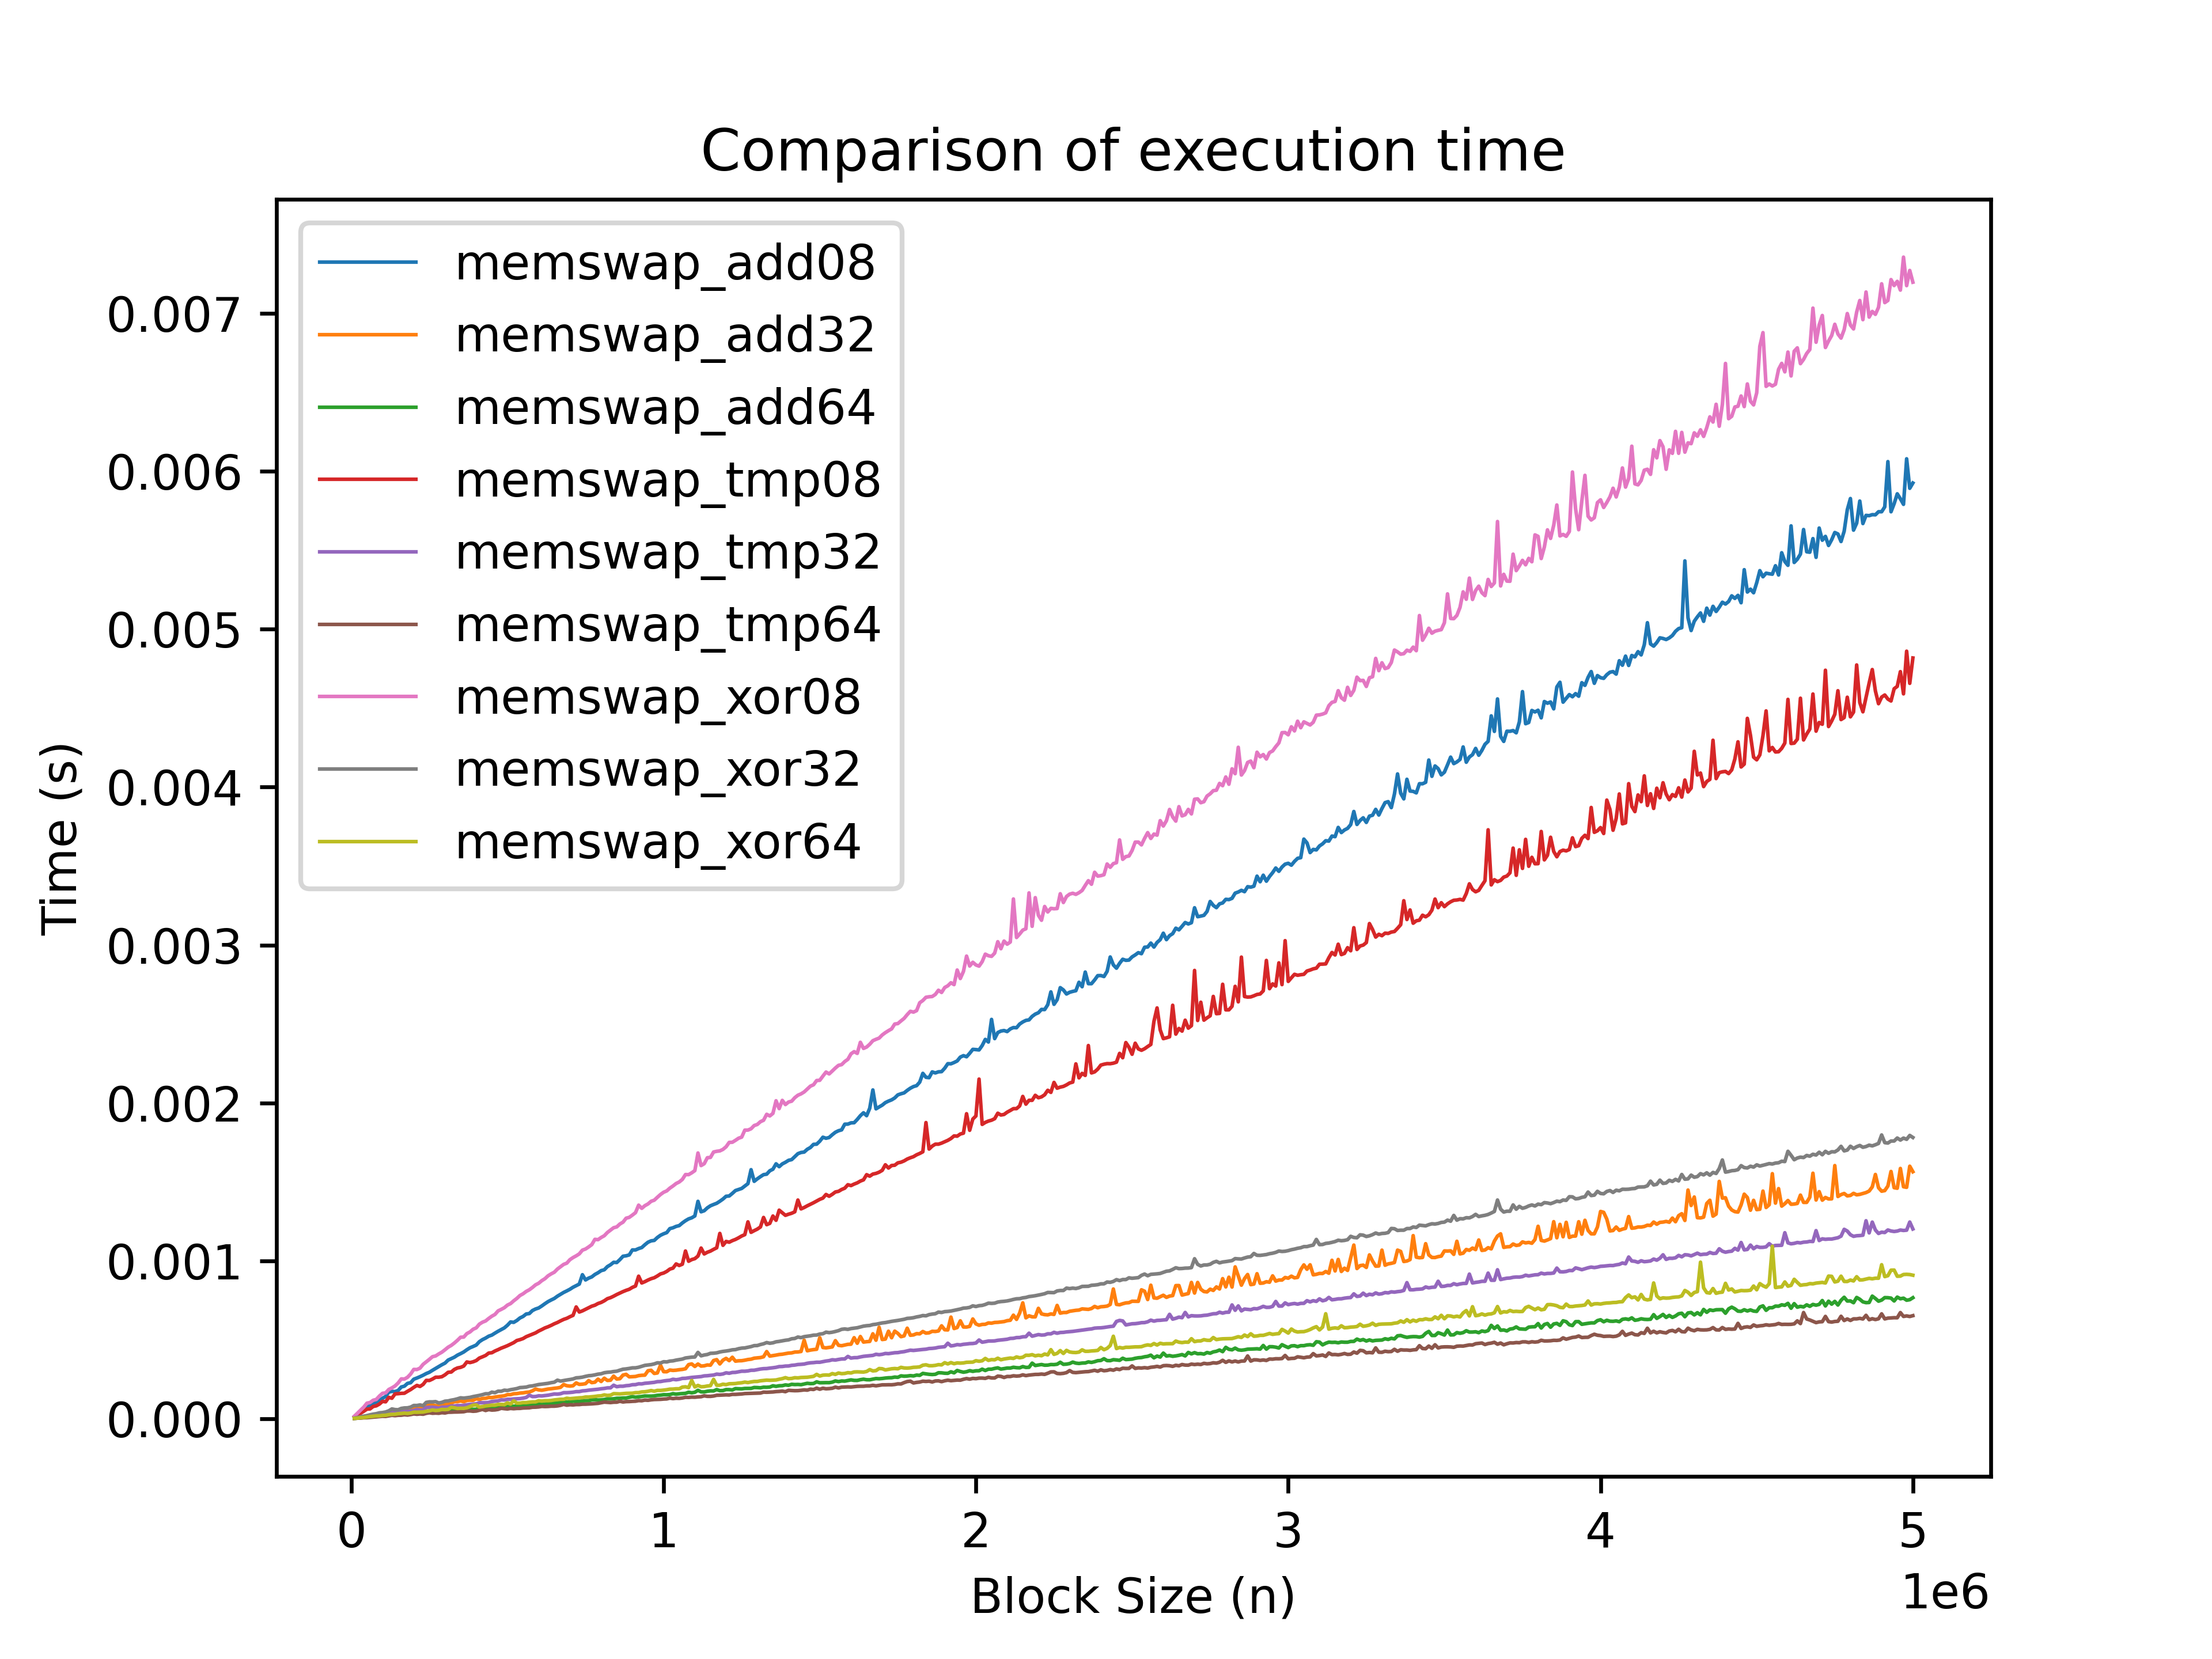 Comparison of execution time
memswap_add08
memswap_add32
memswap_add64
memswap_tmp08
memswap_tmp32
memswap_tmp64
memswap_xor08
memswap_xor32
memswap_xor64
Time (s)
0.007
0.006
0.005
0.004
0.003
0.002
0.001
0.000
0 1 2 3 4 5
Block Size (n)
1e6